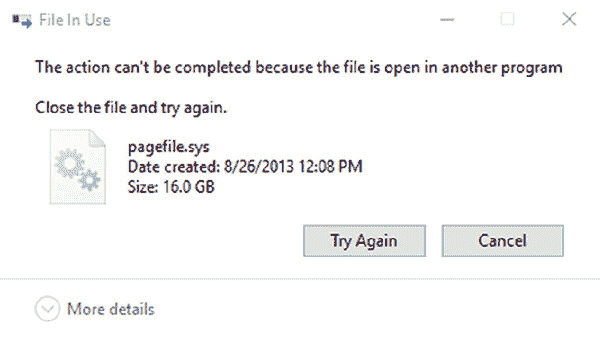 File In Use
The action can't be completed because the file is open in another program
Close the file and try again.
pagefile.sys
Date created: 8/26/2013 12:08 PM
Size: 16.0 GB
Try Again
Cancel
More details